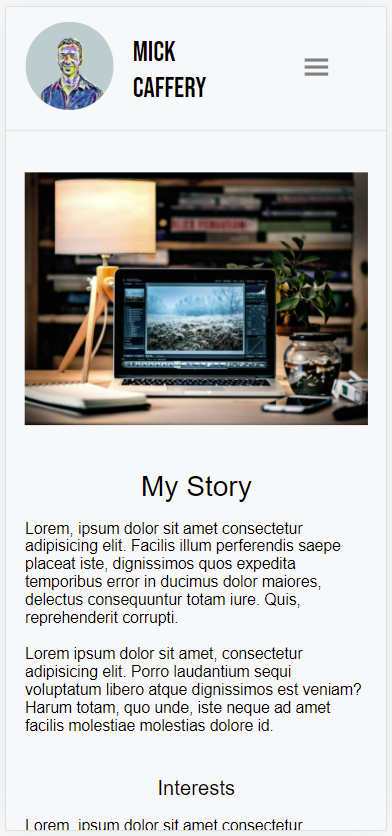 MICK
CAFFERY
My Story
Lorem, ipsum dolor sit amet consectetur
adipisicing elit. Facilis illum perferendis saepe
placeat iste, dignissimos quos expedita
temporibus error in ducimus dolor maiores,
delectus consequuntur totam iure. Quis,
reprehenderit corrupti.
Lorem ipsum dolor sit amet, consectetur
adipisicing elit. Porro laudantium sequi
voluptatum libero atque dignissimos est veniam?
Harum totam, quo unde, iste neque ad amet
facilis molestiae molestias dolore id.
Interests
Lorem, ipsum dolor sit amet consectetur